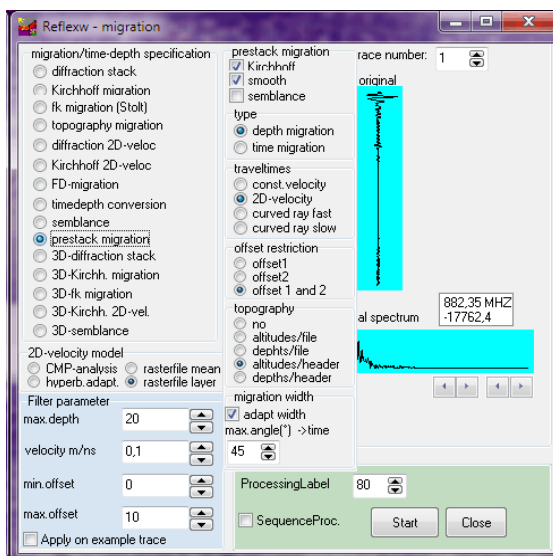 Reflexw - migration
migration/time-depth specification
diffraction stack
Kirchhoff migration
fk migration (Stolt)
topography migration
diffraction 2D-veloc
Kirchhoff 2D-veloc
FD-migration
timedepth conversion
semblance
prestack migration
3D-diffraction stack
3D-Kirchh. migration
3D-fk migration
3D-Kirchh. 2D-vel.
3D-semblance
2D-velocity model
CMP-analysis rasterfile mean
hyperb.adapt. rasterfile layer
Filter parameter
max.depth 20
velocity m/ns 0,1
min.offset 0
max.offset 10
Apply on example trace
prestack migration
Kirchhoff
smooth
semblance
type
depth migration
time migration
traveltimes
const.velocity
2D-velocity
curved ray fast
curved ray slow
offset restriction
offset1
offset2
offset 1 and 2
topography
no
altitudes/file
dephts/file
altitudes/header
depths/header
migration width
adapt width
max.angle(°) ->time
45
race number: 1
original
882,35 MHZ
-17762,4
al spectrum
ProcessingLabel 80
SequenceProc. Start Close